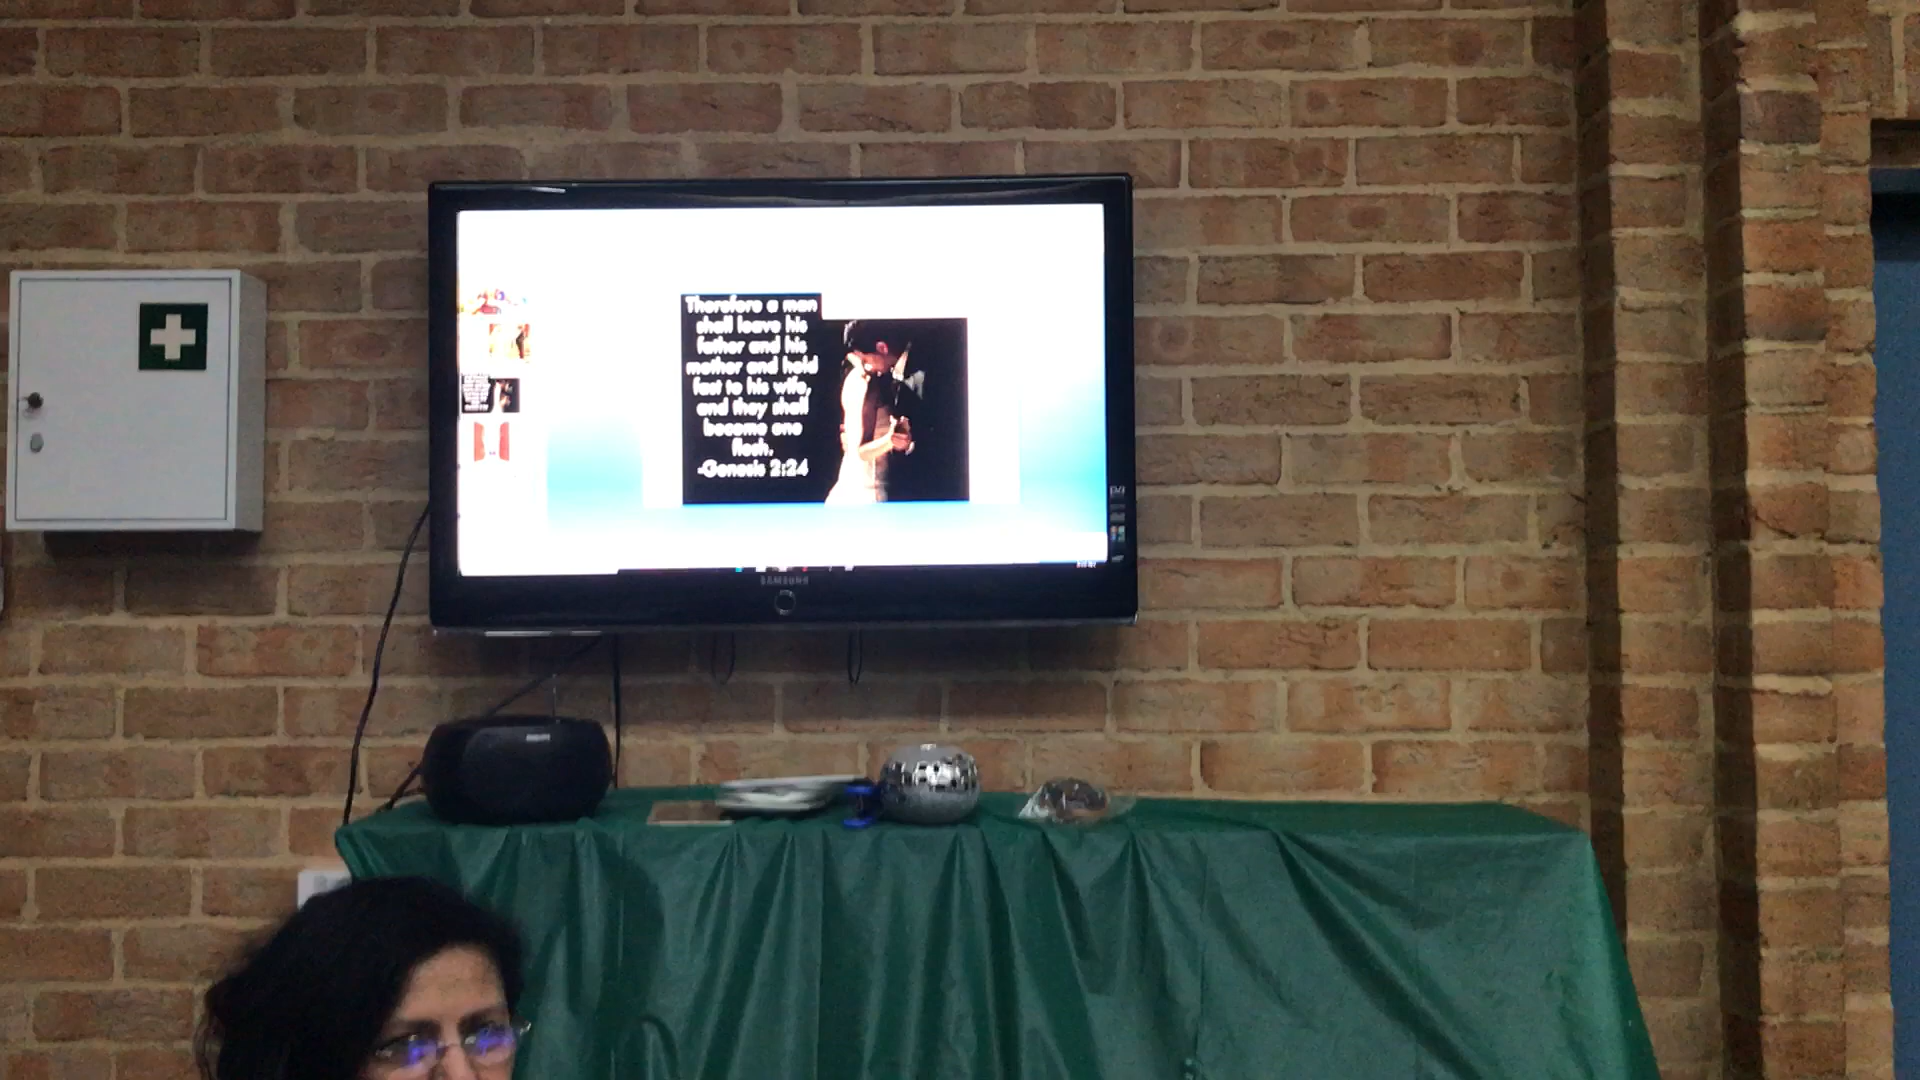 Therefore a man
shall leave his
father and his
mother and hold
fast to his wife,
and they shall
become one
flesh.
-Genesis 2:24
SAMSUNG
PHILIPS